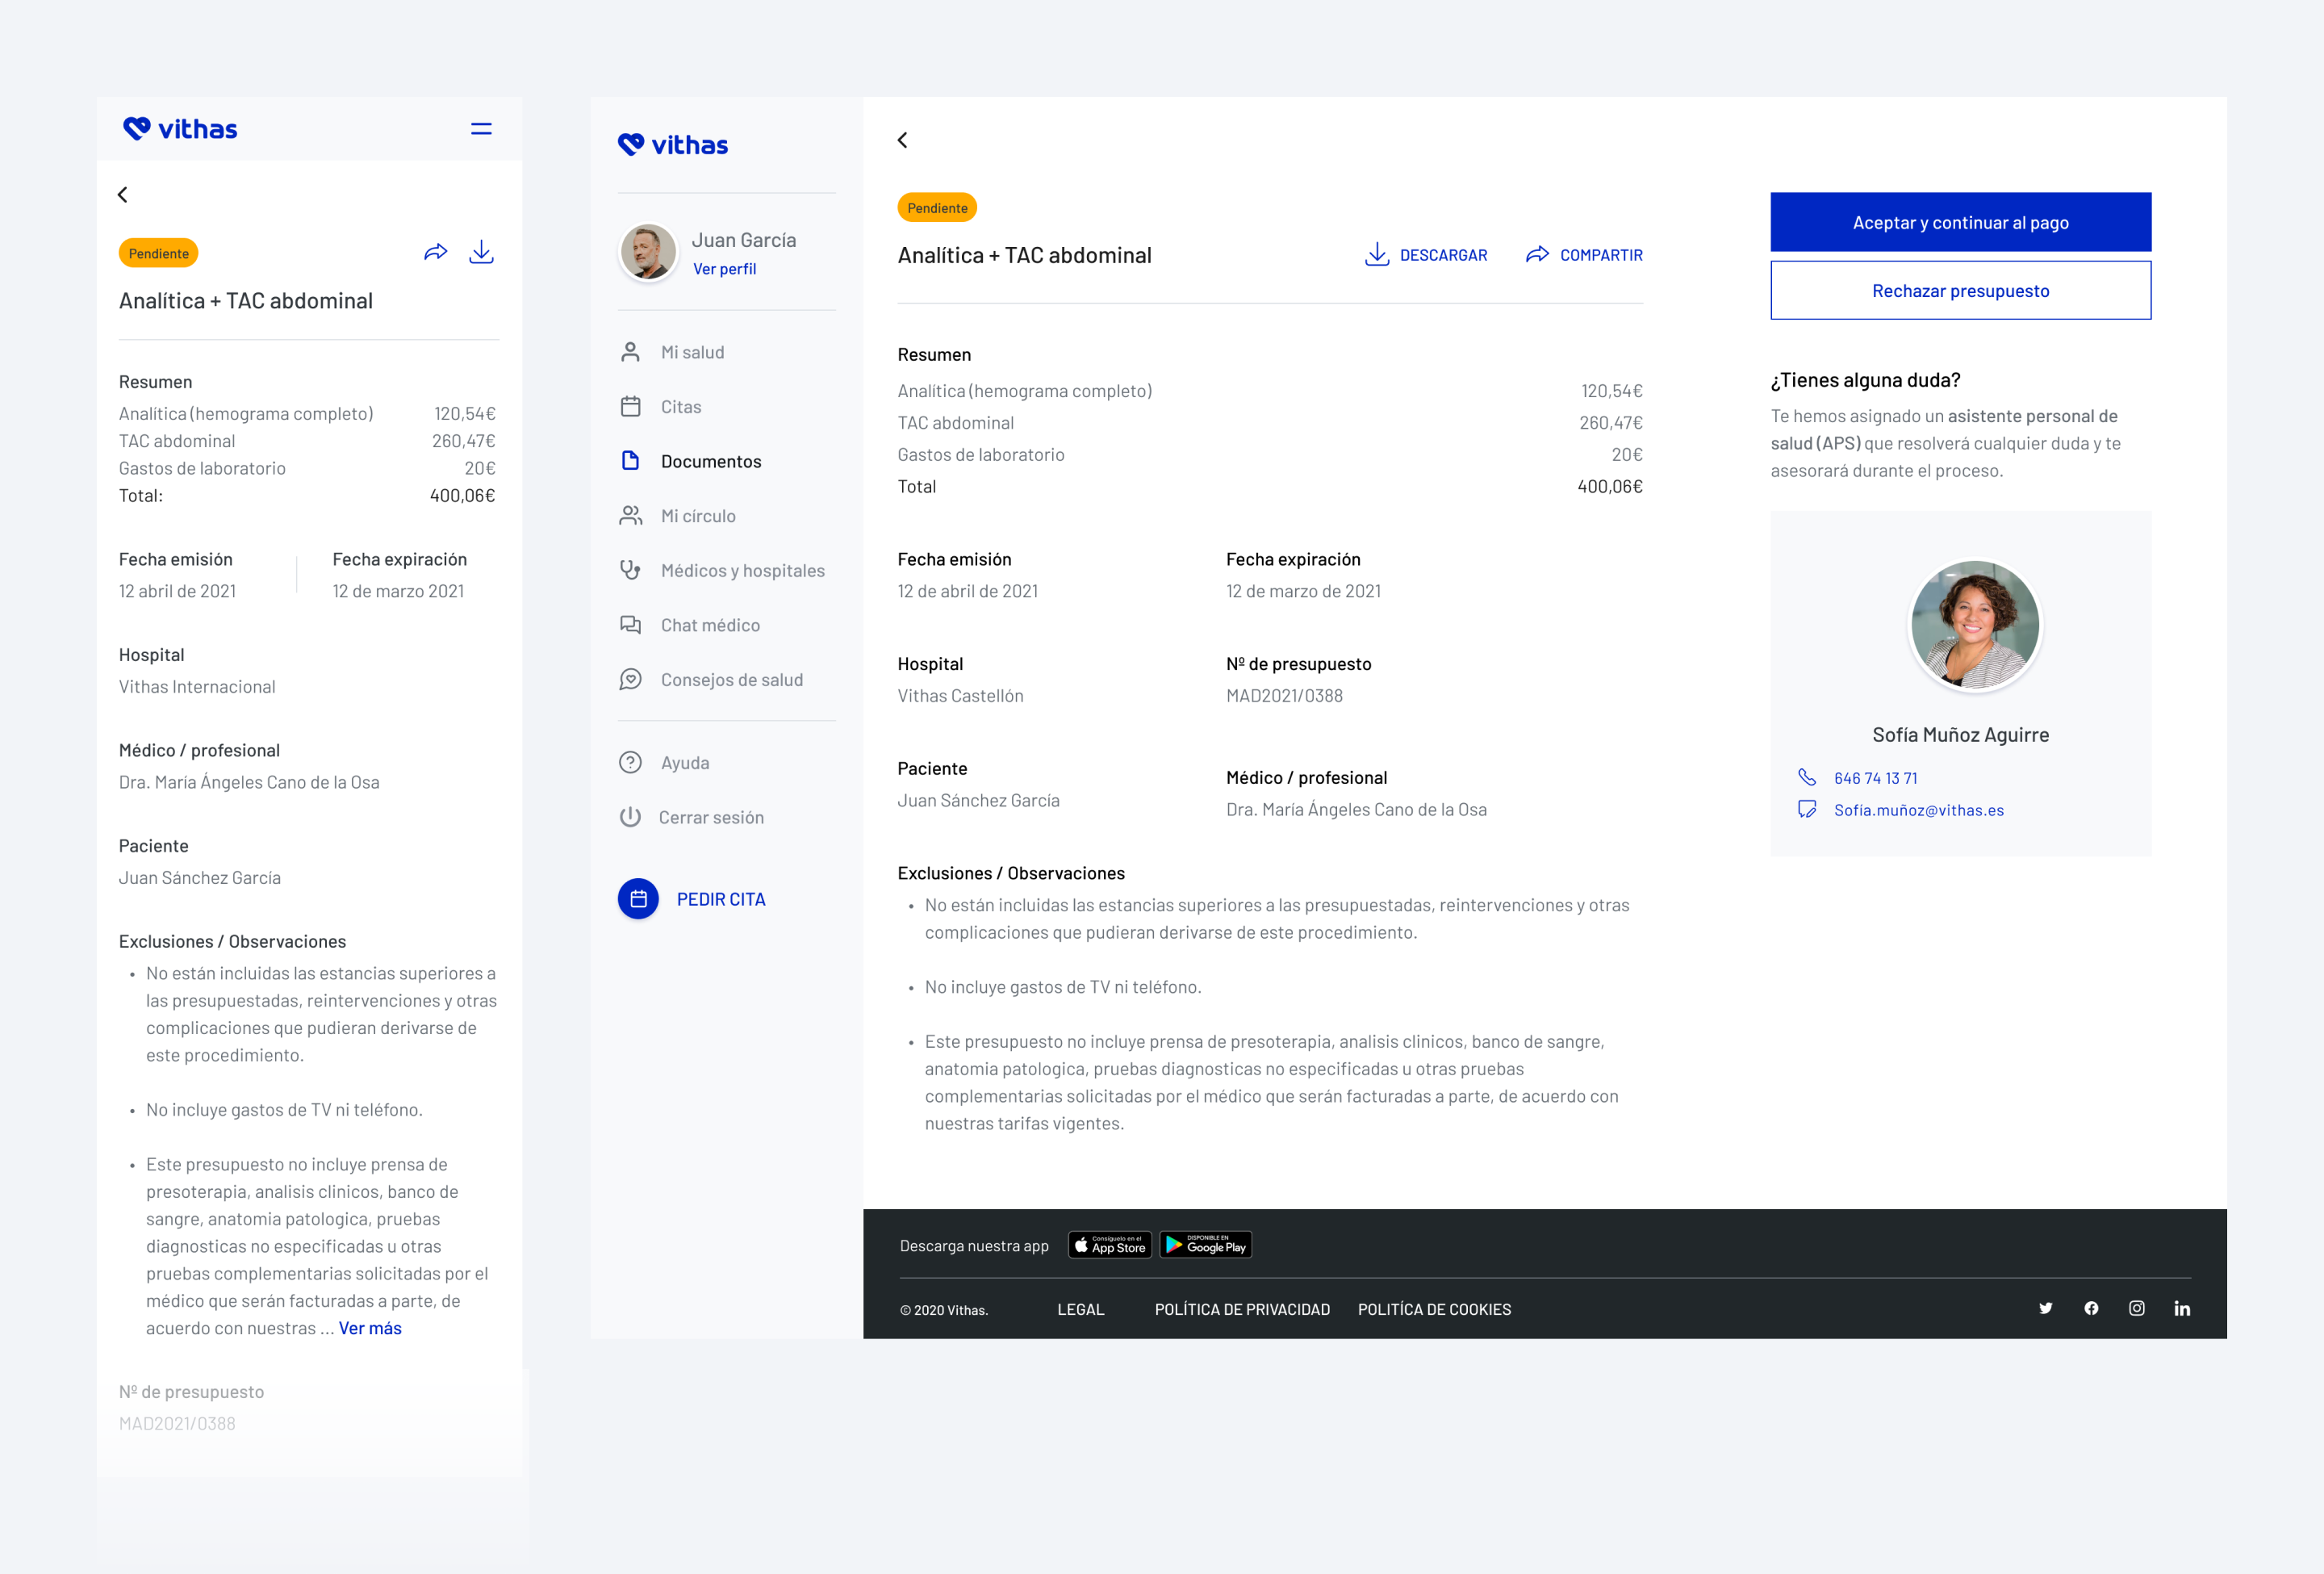 vithas
Pendiente
Analítica + TAC abdominal
Resumen
Analítica (hemograma completo) 120,54€
TAC abdominal 260,47€
Gastos de laboratorio 20€
Total: 400,06€
Fecha emisión Fecha expiración
12 abril de 2021 12 de marzo 2021
Hospital
Vithas Internacional
Médico / profesional
Dra. María Ángeles Cano de la Osa
Paciente
Juan Sánchez García
Exclusiones / Observaciones
• No están incluidas las estancias superiores a
las presupuestadas, reintervenciones y otras
complicaciones que pudieran derivarse de
este procedimiento.
• No incluye gastos de TV ni teléfono.
• Este presupuesto no incluye prensa de
presoterapia, analisis clinicos, banco de
sangre, anatomia patologica, pruebas
diagnosticas no especificadas u otras
pruebas complementarias solicitadas por el
médico que serán facturadas a parte, de
acuerdo con nuestras ... Ver más
Nº de presupuesto
MAD2021/0388
vithas
Juan García
Ver perfil
Mi salud
Citas
Documentos
Mi círculo
Médicos y hospitales
Chat médico
Consejos de salud
Ayuda
Cerrar sesión
PEDIR CITA
Pendiente
Analítica + TAC abdominal
DESCARGAR COMPARTIR
Resumen
Analítica (hemograma completo) 120,54€
TAC abdominal 260,47€
Gastos de laboratorio 20€
Total 400,06€
Fecha emisión Fecha expiración
12 de abril de 2021 12 de marzo de 2021
Hospital Nº de presupuesto
Vithas Castellón MAD2021/0388
Paciente Médico / profesional
Juan Sánchez García Dra. María Ángeles Cano de la Osa
Exclusiones / Observaciones
• No están incluidas las estancias superiores a las presupuestadas, reintervenciones y otras
complicaciones que pudieran derivarse de este procedimiento.
• No incluye gastos de TV ni teléfono.
• Este presupuesto no incluye prensa de presoterapia, analisis clinicos, banco de sangre,
anatomia patologica, pruebas diagnosticas no especificadas u otras pruebas
complementarias solicitadas por el médico que serán facturadas a parte, de acuerdo con
nuestras tarifas vigentes.
Aceptar y continuar al pago
Rechazar presupuesto
¿Tienes alguna duda?
Te hemos asignado un asistente personal de
salud (APS) que resolverá cualquier duda y te
asesorará durante el proceso.
Sofía Muñoz Aguirre
646 74 13 71
Sofía.muñoz@vithas.es
Descarga nuestra app
Consíguelo en el
App Store
DISPONIBLE EN
Google Play
© 2020 Vithas. LEGAL POLÍTICA DE PRIVACIDAD POLITÍCA DE COOKIES